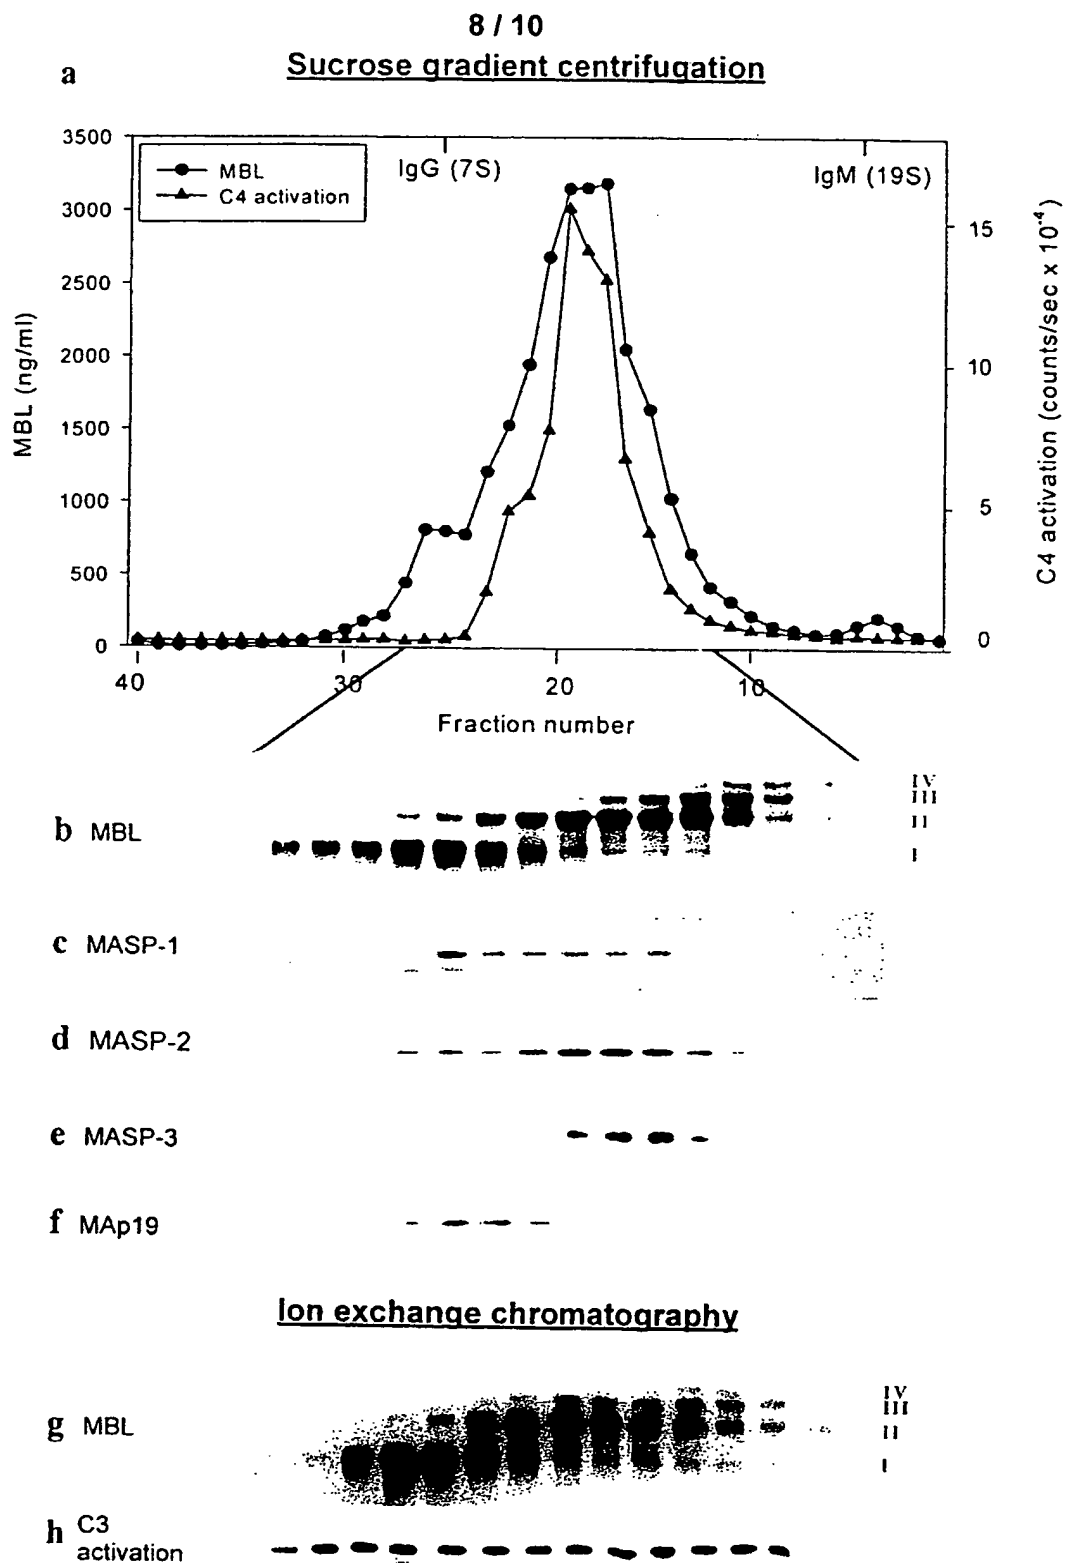 8 / 10
a Sucrose gradient centrifugation
3500
3000
2500
2000
1500
1000
500
0
MBL (ng/ml)
MBL
C4 activation
IgG (7S)
IgM (19S)
15
10
5
0
C4 activation (counts/sec x 10⁻⁴)
40 30 20 10
Fraction number
b MBL
IV
III
II
I
c MASP-1
d MASP-2
e MASP-3
f MAp19
Ion exchange chromatography
g MBL
IV
III
II
I
h C3
activation